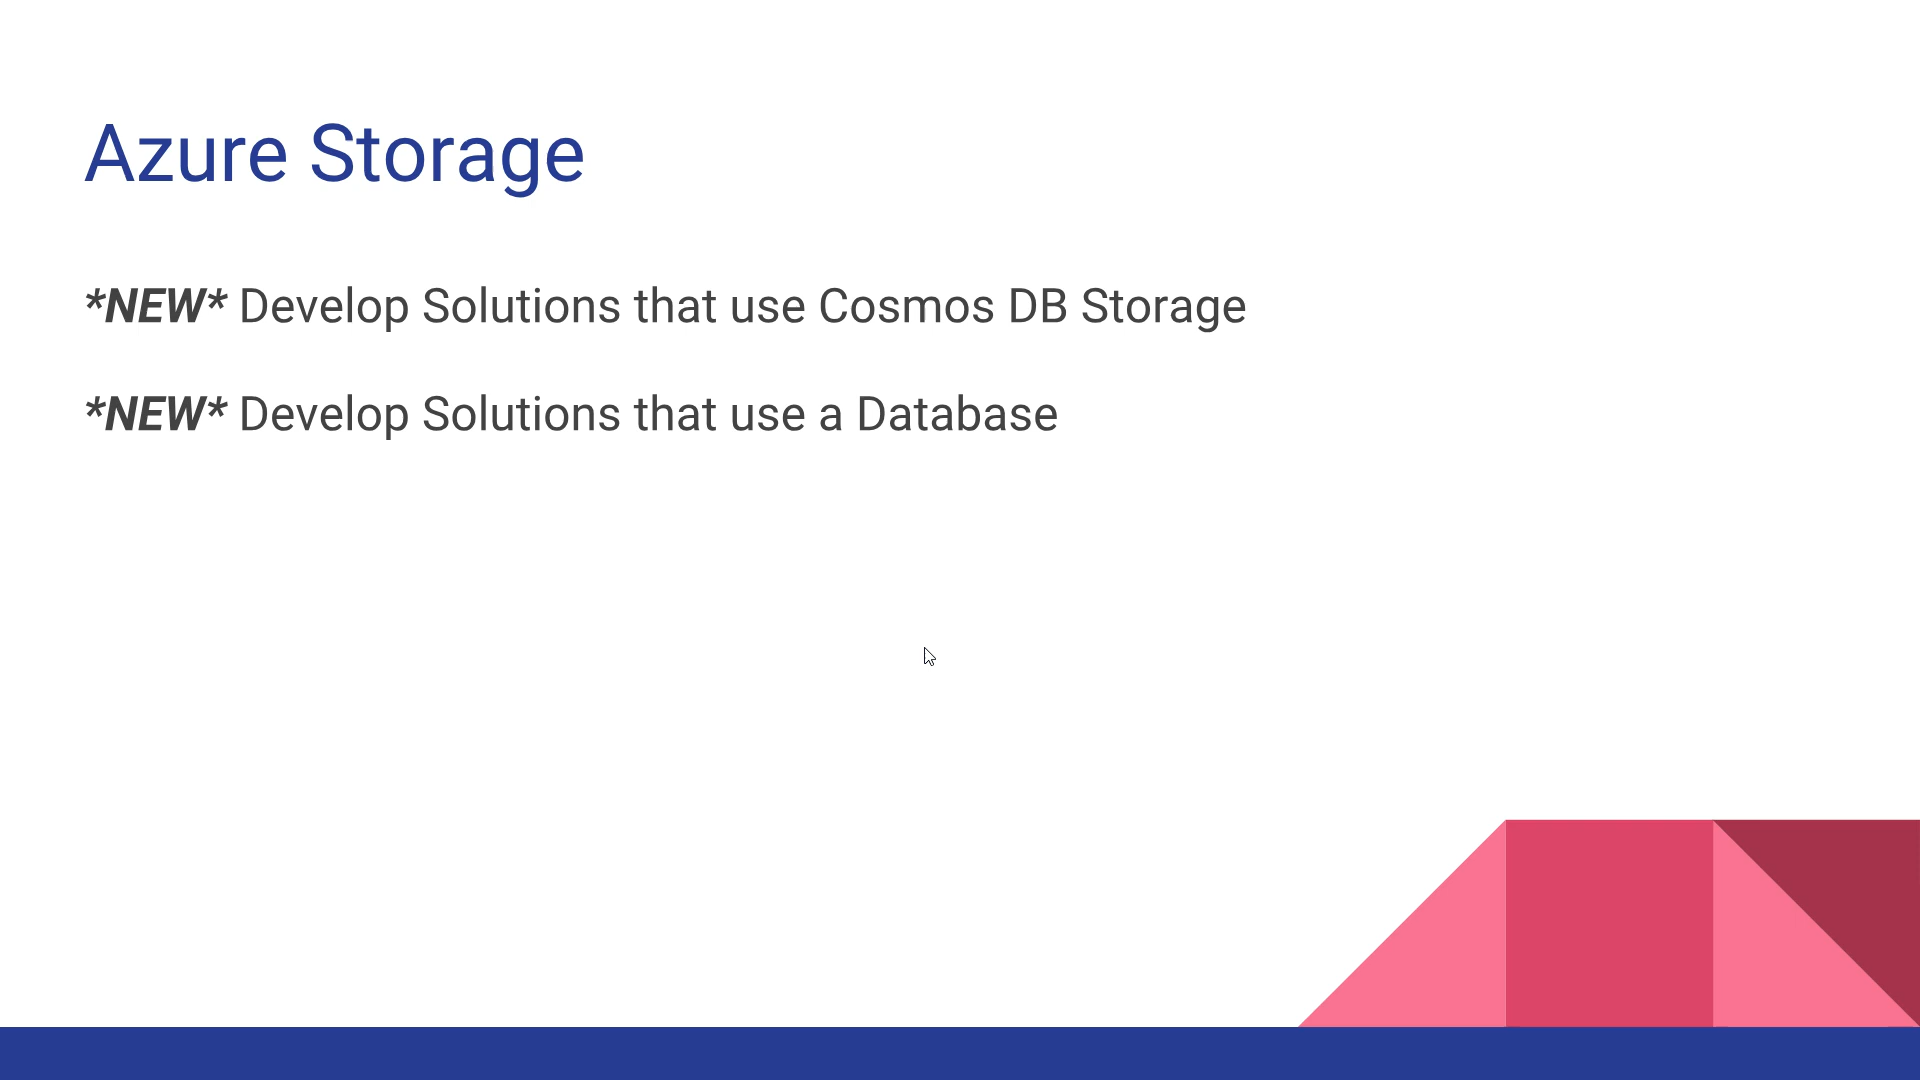 Azure Storage
*NEW* Develop Solutions that use Cosmos DB Storage
*NEW* Develop Solutions that use a Database